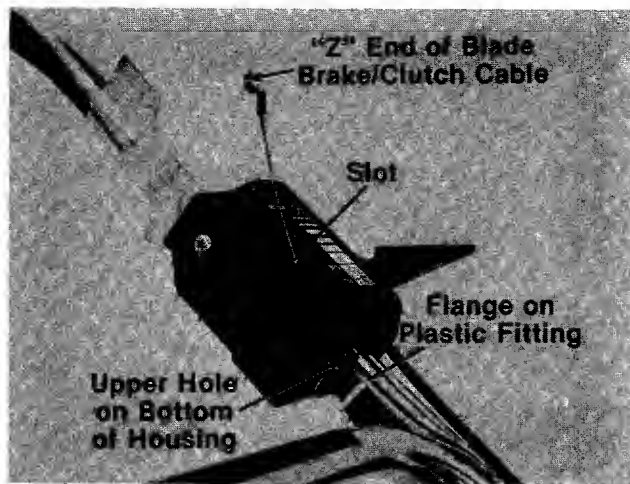 "Z" End of Blade
Brake/Clutch Cable
Slot
Flange on
Plastic Fitting
Upper Hole
on Bottom
of Housing